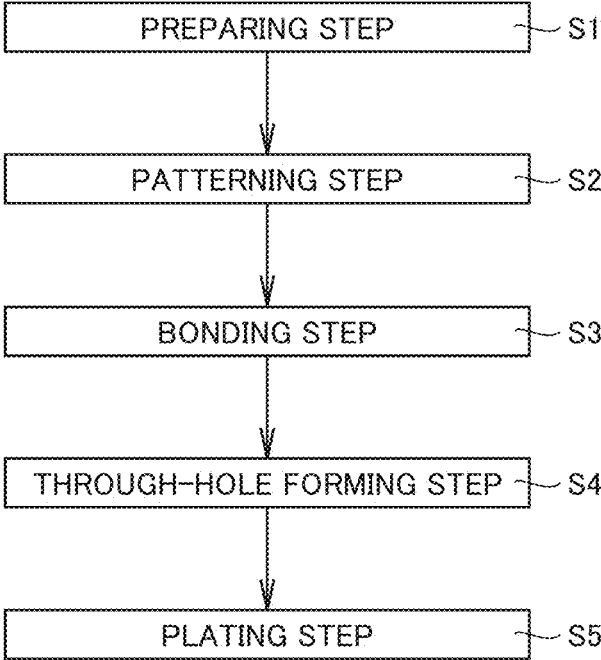 PREPARING STEP S1
PATTERNING STEP S2
BONDING STEP S3
THROUGH-HOLE FORMING STEP S4
PLATING STEP S5